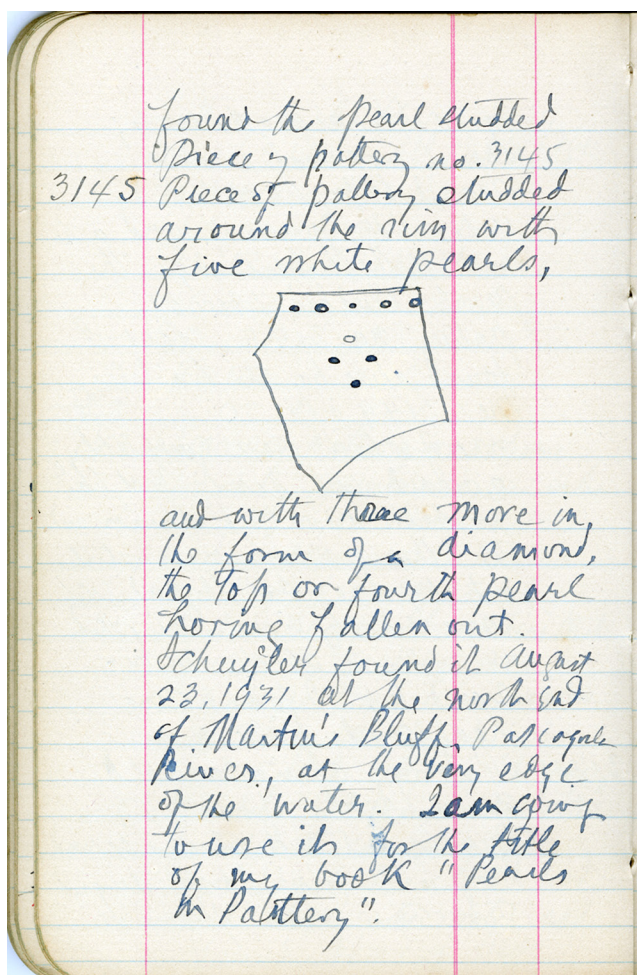 found the pearl studded
piece of pottery no. 3145
3145 Piece of pottery studded
around the rim with
five white pearls,
and with three more in
the form of a diamond,
the top or fourth pearl
having fallen out.
Schuyler found it August
23, 1931 at the north end
of Martin's Bluff, Pascagoula
River, at the very edge
of the water. I am going
to use it for the title
of my book "Pearls
in Pottery".